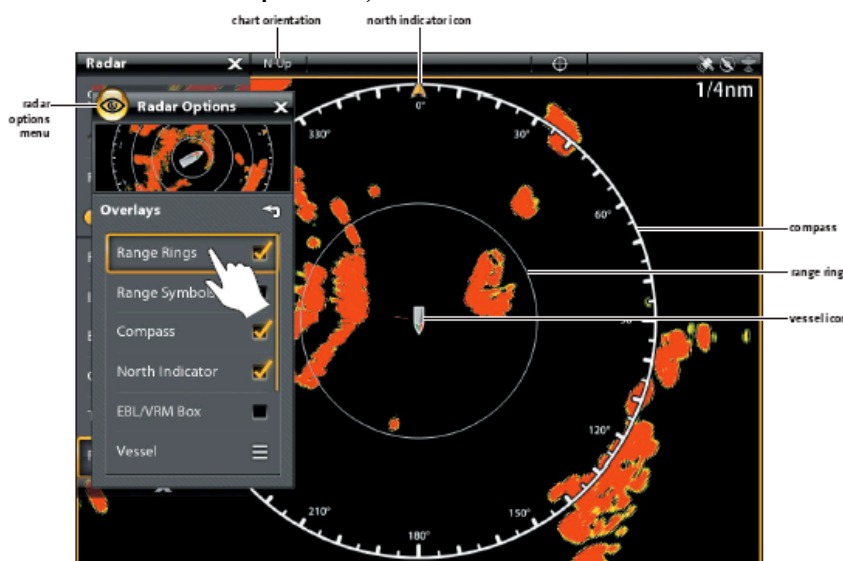 chart orientation
north indicator icon
Radar X
N-Up
1/4nm
radar
options
menu
Radar Options X
0°
330°
30°
60°
Overlays
compass
Range Rings
range ring
Range Symbols
vessel icon
Compass
North Indicator
EBL/VRM Box
120°
Vessel
210°
150°
180°